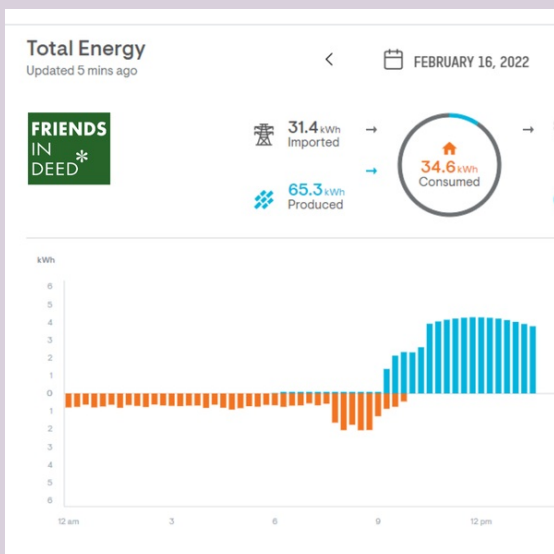 Total Energy
Updated 5 mins ago
FEBRUARY 16, 2022
FRIENDS
IN
DEED*
31.4 kWh
Imported
65.3 kWh
Produced
34.6 kWh
Consumed
kWh
6
5
4
3
2
1
0
1
2
3
4
5
6
12 am
3
6
9
12 pm